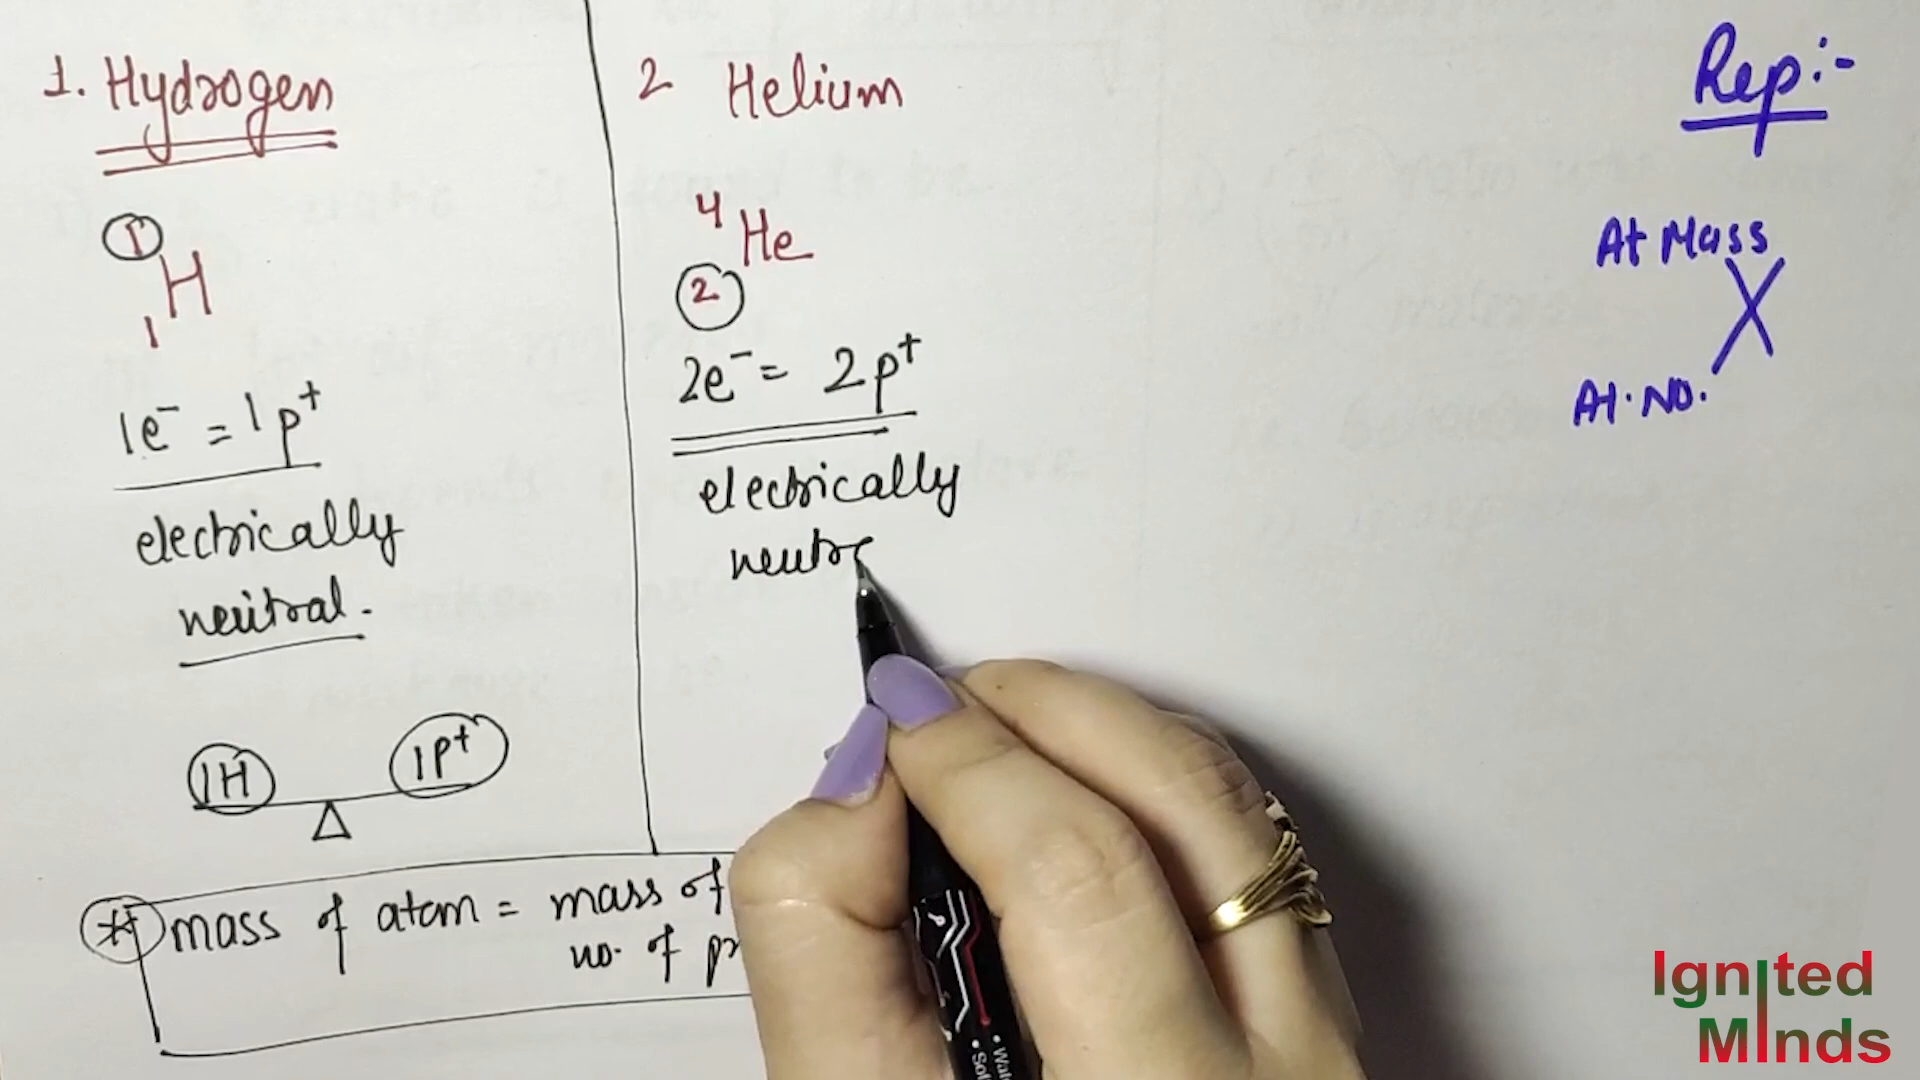 1. Hydrogen
1
H
1
1e⁻ = 1p⁺
electrically
neutral.
1H
1P⁺
* mass of atom = mass of
no. of
2 Helium
4
He
2
2e⁻ = 2p⁺
electrically
Rep:-
At Mass
X
At. No.
Ignited
Minds